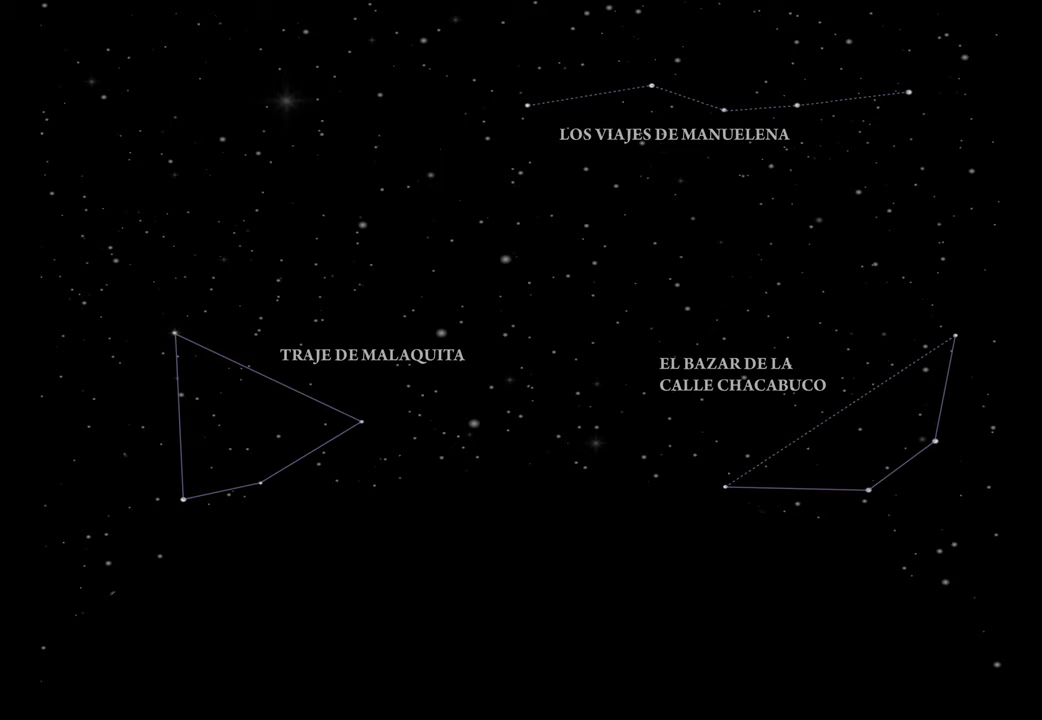 LOS VIAJES DE MANUELENA
TRAJE DE MALAQUITA
EL BAZAR DE LA
CALLE CHACABUCO